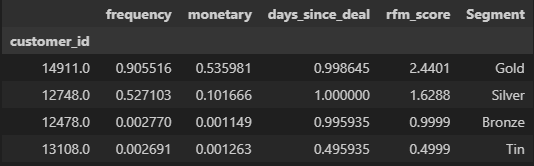 frequency monetary days_since_deal rfm_score Segment
customer_id
14911.0 0.905516 0.535981 0.998645 2.4401 Gold
12748.0 0.527103 0.101666 1.000000 1.6288 Silver
12478.0 0.002770 0.001149 0.995935 0.9999 Bronze
13108.0 0.002691 0.001263 0.495935 0.4999 Tin